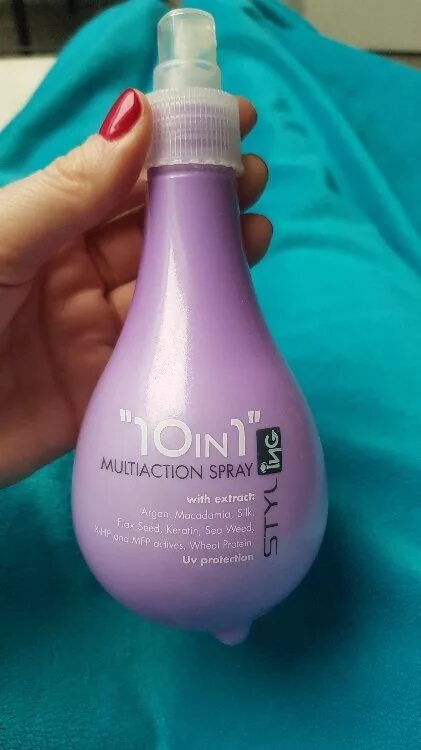 "10IN1"
MULTIACTION SPRAY
with extract:
Argan, Macadamia, Silk,
Flax Seed, Keratin, Sea Weed,
X-HP and MFP actives, Wheat Protein,
Uv protection
STYLing